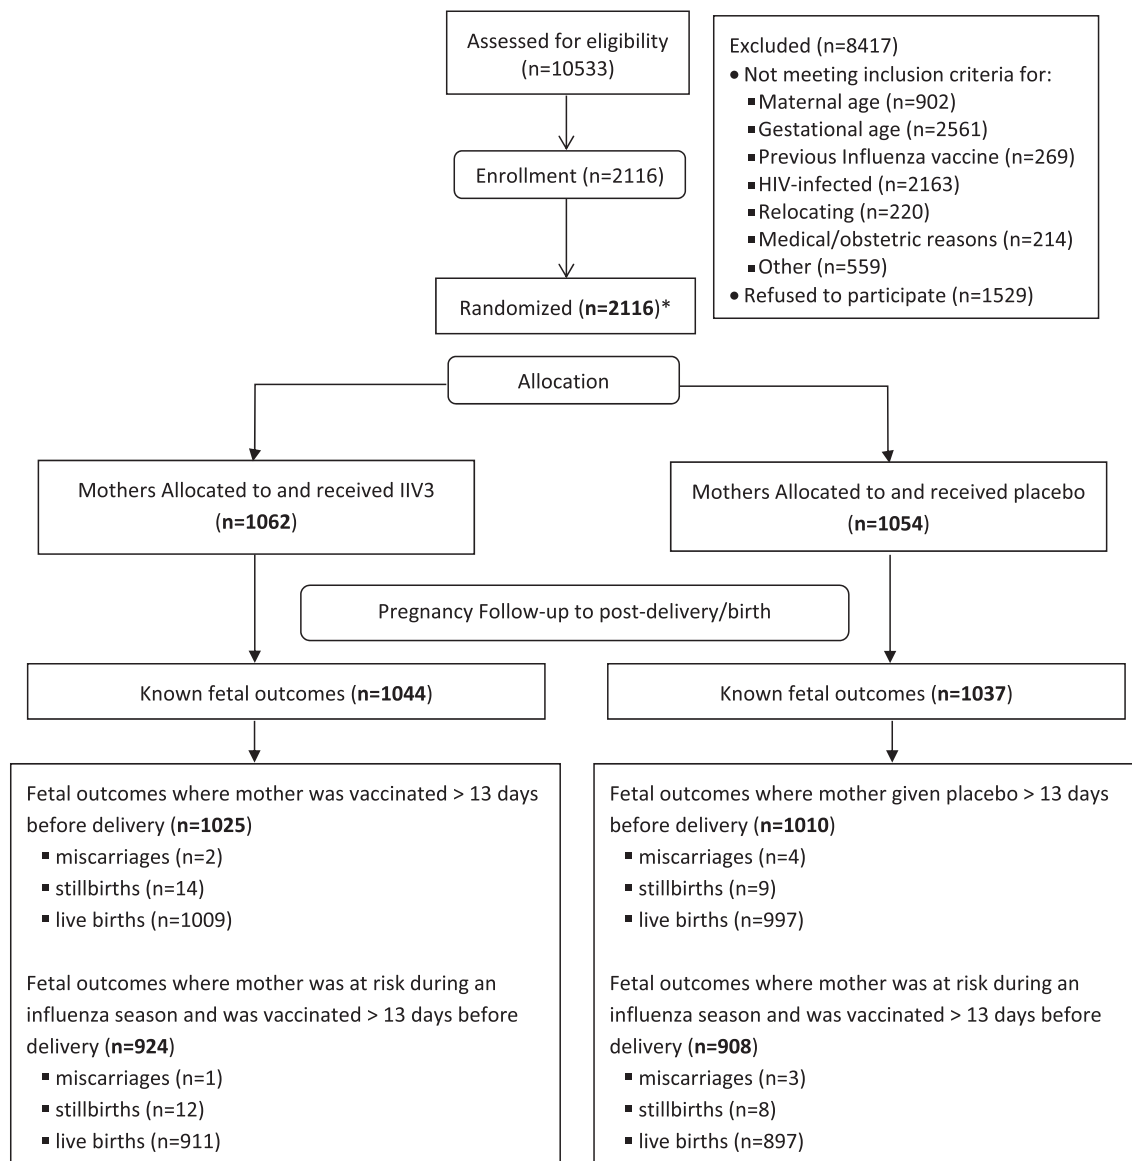 Assessed for eligibility
(n=10533)
Excluded (n=8417)
• Not meeting inclusion criteria for:
▪ Maternal age (n=902)
▪ Gestational age (n=2561)
▪ Previous Influenza vaccine (n=269)
▪ HIV-infected (n=2163)
▪ Relocating (n=220)
▪ Medical/obstetric reasons (n=214)
▪ Other (n=559)
• Refused to participate (n=1529)
Enrollment (n=2116)
Randomized (n=2116)*
Allocation
Mothers Allocated to and received IIV3
(n=1062)
Mothers Allocated to and received placebo
(n=1054)
Pregnancy Follow-up to post-delivery/birth
Known fetal outcomes (n=1044)
Known fetal outcomes (n=1037)
Fetal outcomes where mother was vaccinated > 13 days
before delivery (n=1025)
▪ miscarriages (n=2)
▪ stillbirths (n=14)
▪ live births (n=1009)
Fetal outcomes where mother was at risk during an
influenza season and was vaccinated > 13 days before
delivery (n=924)
▪ miscarriages (n=1)
▪ stillbirths (n=12)
▪ live births (n=911)
Fetal outcomes where mother given placebo > 13 days
before delivery (n=1010)
▪ miscarriages (n=4)
▪ stillbirths (n=9)
▪ live births (n=997)
Fetal outcomes where mother was at risk during an
influenza season and was vaccinated > 13 days before
delivery (n=908)
▪ miscarriages (n=3)
▪ stillbirths (n=8)
▪ live births (n=897)